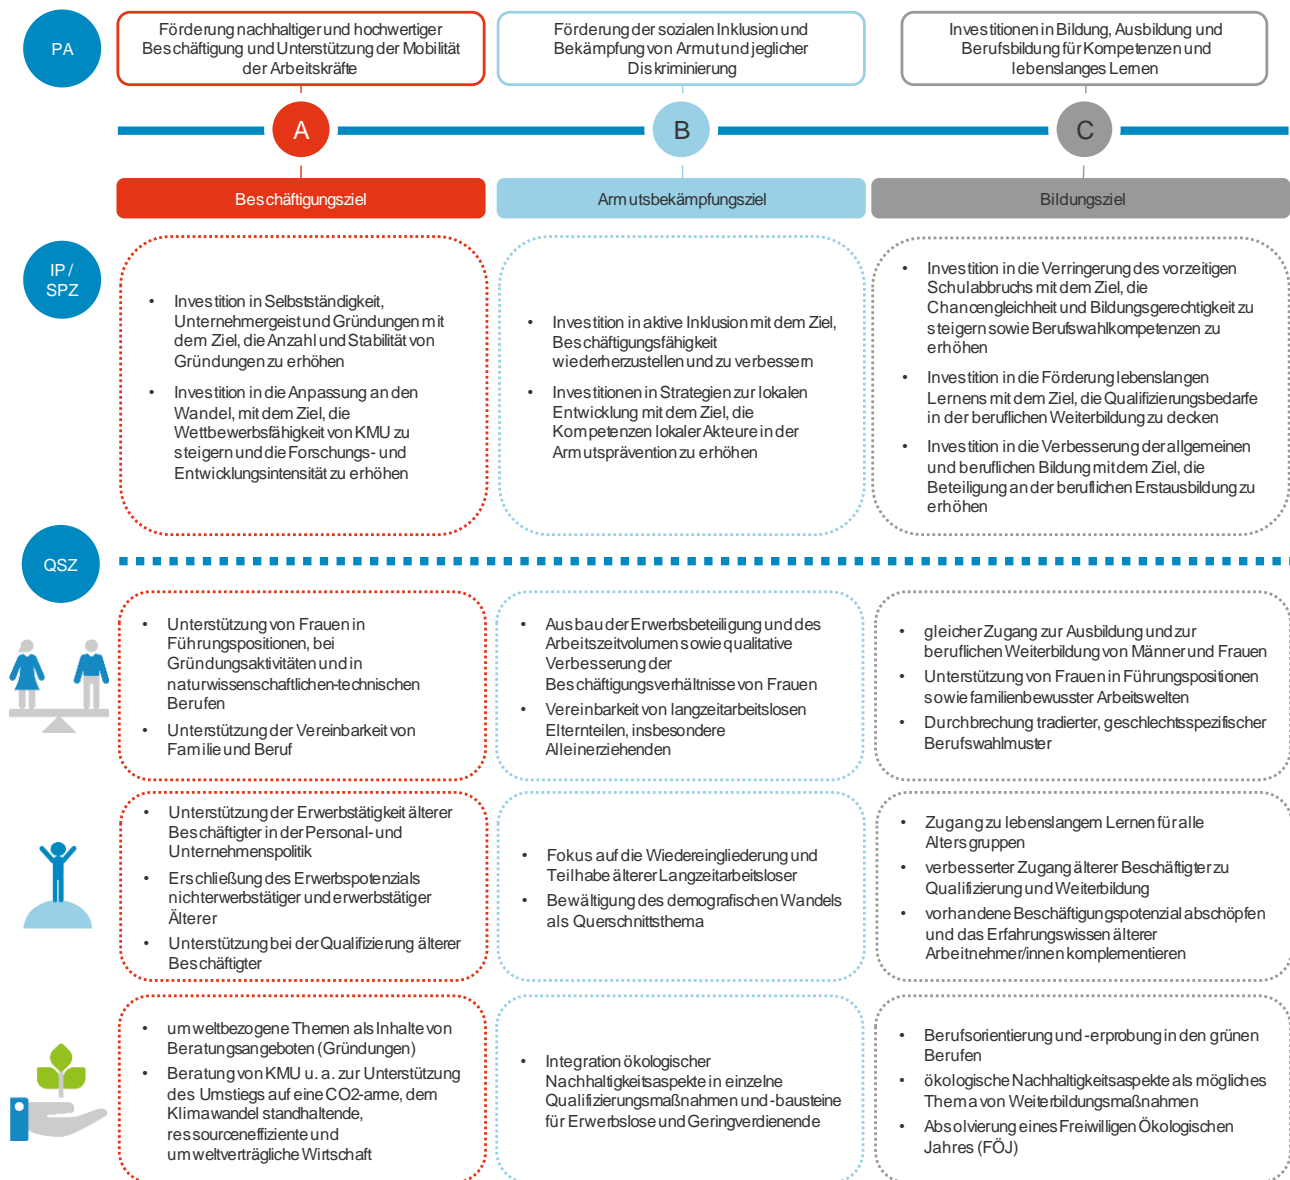 PA
Förderung nachhaltiger und hochwertiger
Beschäftigung und Unterstützung der Mobilität
der Arbeitskräfte
Förderung der sozialen Inklusion und
Bekämpfung von Armut und jeglicher
Diskriminierung
Investitionen in Bildung, Ausbildung und
Berufsbildung für Kompetenzen und
lebenslanges Lernen
A
B
C
Beschäftigungsziel
Armutsbekämpfungsziel
Bildungsziel
IP /
SPZ
• Investition in Selbstständigkeit,
Unternehmergeist und Gründungen mit
dem Ziel, die Anzahl und Stabilität von
Gründungen zu erhöhen
• Investition in die Anpassung an den
Wandel, mit dem Ziel, die
Wettbewerbsfähigkeit von KMU zu
steigern und die Forschungs- und
Entwicklungsintensität zu erhöhen
• Investition in aktive Inklusion mit dem Ziel,
Beschäftigungsfähigkeit
wiederherzustellen und zu verbessern
• Investitionen in Strategien zur lokalen
Entwicklung mit dem Ziel, die
Kompetenzen lokaler Akteure in der
Armutsprävention zu erhöhen
• Investition in die Verringerung des vorzeitigen
Schulabbruchs mit dem Ziel, die
Chancengleichheit und Bildungsgerechtigkeit zu
steigern sowie Berufswahlkompetenzen zu
erhöhen
• Investition in die Förderung lebenslangen
Lernens mit dem Ziel, die Qualifizierungsbedarfe
in der beruflichen Weiterbildung zu decken
• Investition in die Verbesserung der allgemeinen
und beruflichen Bildung mit dem Ziel, die
Beteiligung an der beruflichen Erstausbildung zu
erhöhen
QSZ
• Unterstützung von Frauen in
Führungspositionen, bei
Gründungsaktivitäten und in
naturwissenschaftlichen-technischen
Berufen
• Unterstützung der Vereinbarkeit von
Familie und Beruf
• Ausbau der Erwerbsbeteiligung und des
Arbeitszeitvolumen sowie qualitative
Verbesserung der
Beschäftigungsverhältnisse von Frauen
• Vereinbarkeit von langzeitarbeitslosen
Elternteilen, insbesondere
Alleinerziehenden
• gleicher Zugang zur Ausbildung und zur
beruflichen Weiterbildung von Männer und Frauen
• Unterstützung von Frauen in Führungspositionen
sowie familienbewusster Arbeitswelten
• Durchbrechung tradierter, geschlechtsspezifischer
Berufswahlmuster
• Unterstützung der Erwerbstätigkeit älterer
Beschäftigter in der Personal- und
Unternehmenspolitik
• Erschließung des Erwerbspotenzials
nichterwerbstätiger und erwerbstätiger
Älterer
• Unterstützung bei der Qualifizierung älterer
Beschäftigter
• Fokus auf die Wiedereingliederung und
Teilhabe älterer Langzeitarbeitsloser
• Bewältigung des demografischen Wandels
als Querschnittsthema
• Zugang zu lebenslangem Lernen für alle
Altersgruppen
• verbesserter Zugang älterer Beschäftigter zu
Qualifizierung und Weiterbildung
• vorhandene Beschäftigungspotenzial abschöpfen
und das Erfahrungswissen älterer
Arbeitnehmer/innen komplementieren
• umweltbezogene Themen als Inhalte von
Beratungsangeboten (Gründungen)
• Beratung von KMU u. a. zur Unterstützung
des Umstiegs auf eine CO2-arme, dem
Klimawandel standhaltende,
ressourceneffiziente und
umweltverträgliche Wirtschaft
• Integration ökologischer
Nachhaltigkeitsaspekte in einzelne
Qualifizierungsmaßnahmen und -bausteine
für Erwerbslose und Geringverdienende
• Berufsorientierung und -erprobung in den grünen
Berufen
• ökologische Nachhaltigkeitsaspekte als mögliches
Thema von Weiterbildungsmaßnahmen
• Absolvierung eines Freiwilligen Ökologischen
Jahres (FÖJ)